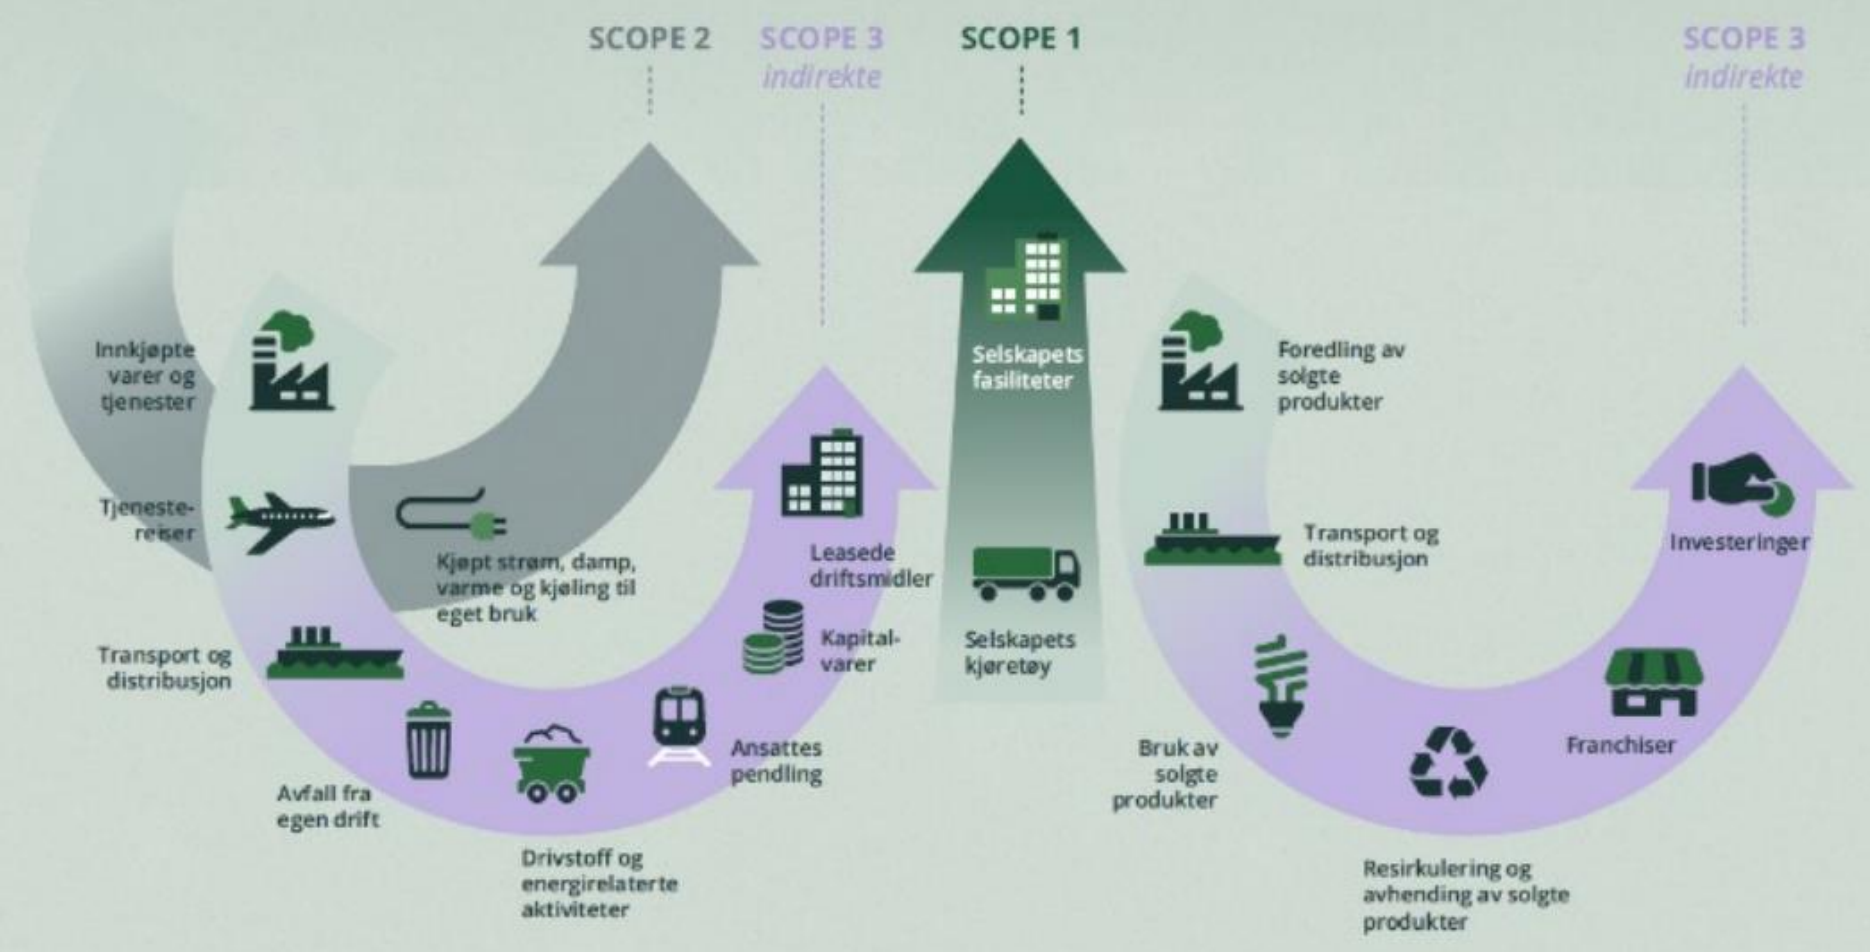 SCOPE 2
SCOPE 3
indirekte
SCOPE 1
SCOPE 3
indirekte
Innkjøpte
varer og
tjenester
Tjeneste-
reiser
Transport og
distribusjon
Avfall fra
egen drift
Drivstoff og
energirelaterte
aktiviteter
Kjøpt strøm, damp,
varme og kjøling til
eget bruk
Ansattes
pendling
Kapital-
varer
Leasede
driftsmidler
Selskapets
fasiliteter
Selskapets
kjøretøy
Foredling av
solgte
produkter
Transport og
distribusjon
Bruk av
solgte
produkter
Resirkulering og
avhending av solgte
produkter
Franchiser
Investeringer